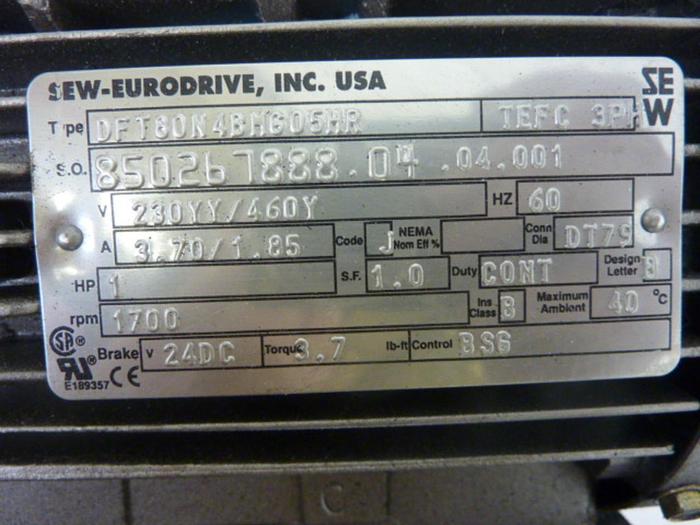 SEW-EURODRIVE, INC. USA
SEW
Type DFT80N4BMG05HR TEFC 3PH
S.O. 850267888.04.04.001
V 230YY/460Y HZ 60
A 3.70/1.85 Code J NEMA Nom Eff % Conn Dia DT79
HP 1 S.F. 1.0 Duty CONT Design Letter B
rpm 1700 Ins Class B Maximum Ambient 40 °C
Brake V 24DC Torque 3.7 lb-ft Control BSG
SA
E189357 CE